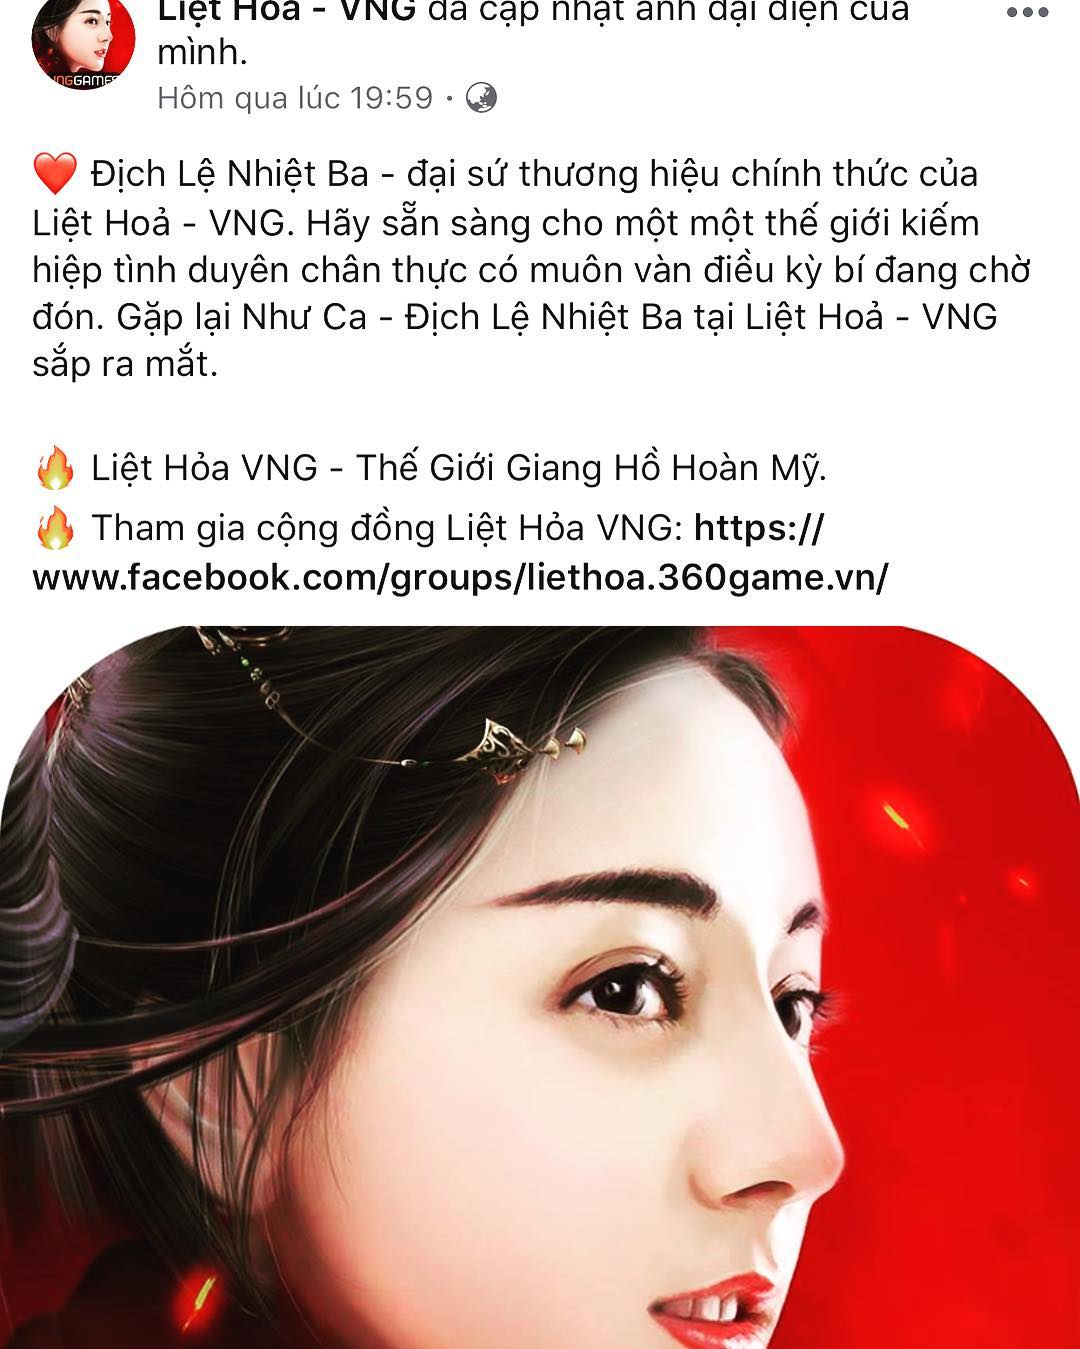 Liệt Hoả - VNG đã cập nhật ảnh đại diện của
mình.
Hôm qua lúc 19:59 ·
❤️ Địch Lệ Nhiệt Ba - đại sứ thương hiệu chính thức của
Liệt Hoả - VNG. Hãy sẵn sàng cho một một thế giới kiếm
hiệp tình duyên chân thực có muôn vàn điều kỳ bí đang chờ
đón. Gặp lại Như Ca - Địch Lệ Nhiệt Ba tại Liệt Hoả - VNG
sắp ra mắt.
🔥 Liệt Hỏa VNG - Thế Giới Giang Hồ Hoàn Mỹ.
🔥 Tham gia cộng đồng Liệt Hỏa VNG: https://
www.facebook.com/groups/liethoa.360game.vn/